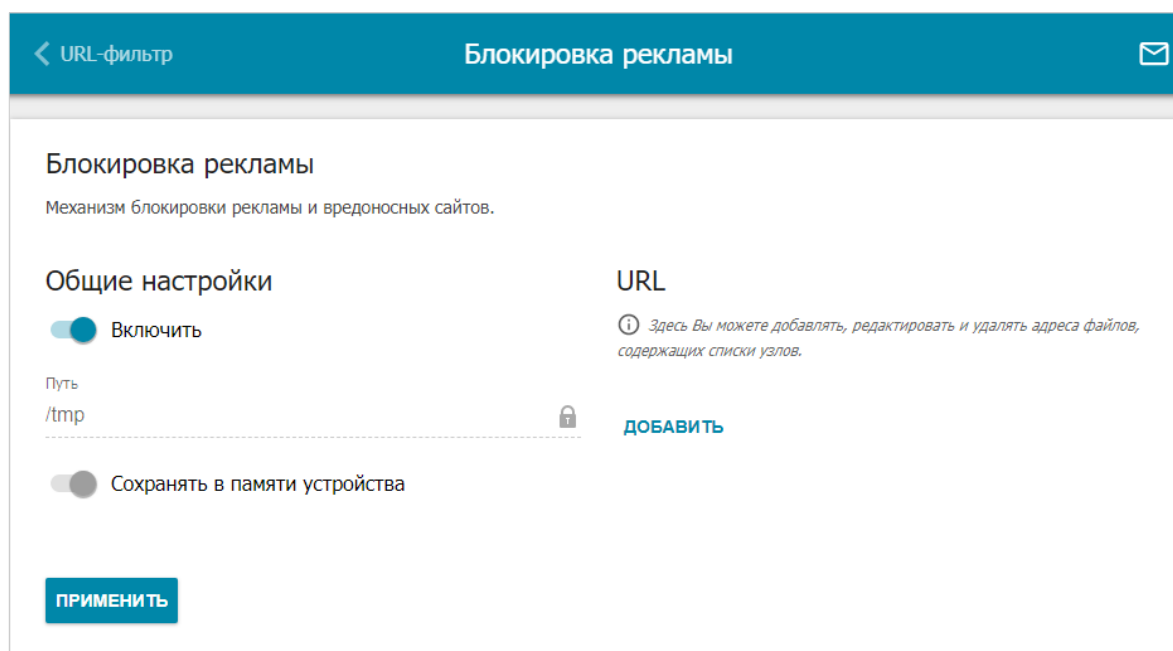 URL-фильтр
Блокировка рекламы
Блокировка рекламы
Механизм блокировки рекламы и вредоносных сайтов.
Общие настройки
Включить
Путь
/tmp
Сохранять в памяти устройства
ПРИМЕНИТЬ
URL
Здесь Вы можете добавлять, редактировать и удалять адреса файлов,
содержащих списки узлов.
ДОБАВИТЬ